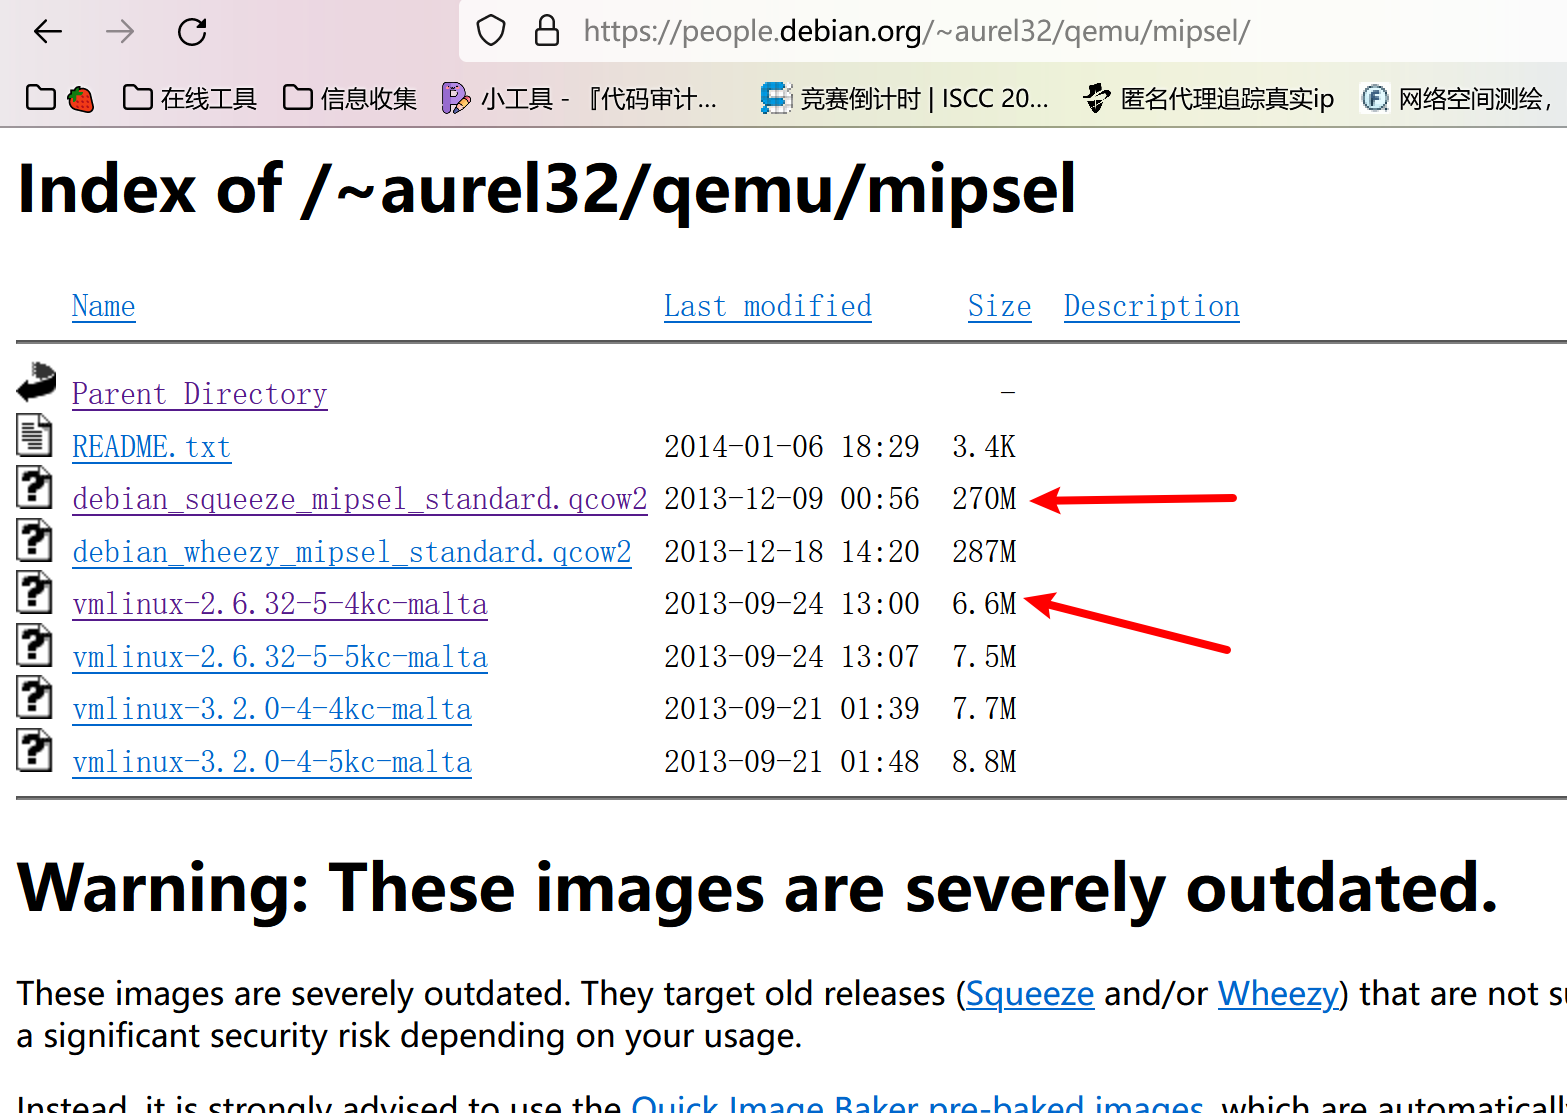 https://people.debian.org/~aurel32/qemu/mipsel/
在线工具 信息收集 小工具 - 『代码审计... 竞赛倒计时 | ISCC 20... 匿名代理追踪真实ip 网络空间测绘，
Index of /~aurel32/qemu/mipsel
Name Last modified Size Description
Parent Directory -
README.txt 2014-01-06 18:29 3.4K
debian_squeeze_mipsel_standard.qcow2 2013-12-09 00:56 270M
debian_wheezy_mipsel_standard.qcow2 2013-12-18 14:20 287M
vmlinux-2.6.32-5-4kc-malta 2013-09-24 13:00 6.6M
vmlinux-2.6.32-5-5kc-malta 2013-09-24 13:07 7.5M
vmlinux-3.2.0-4-4kc-malta 2013-09-21 01:39 7.7M
vmlinux-3.2.0-4-5kc-malta 2013-09-21 01:48 8.8M
Warning: These images are severely outdated.
These images are severely outdated. They target old releases (Squeeze and/or Wheezy) that are not
a significant security risk depending on your usage.
Instead, it is strongly advised to use the Quick Image Baker pre-baked images, which are automaticall